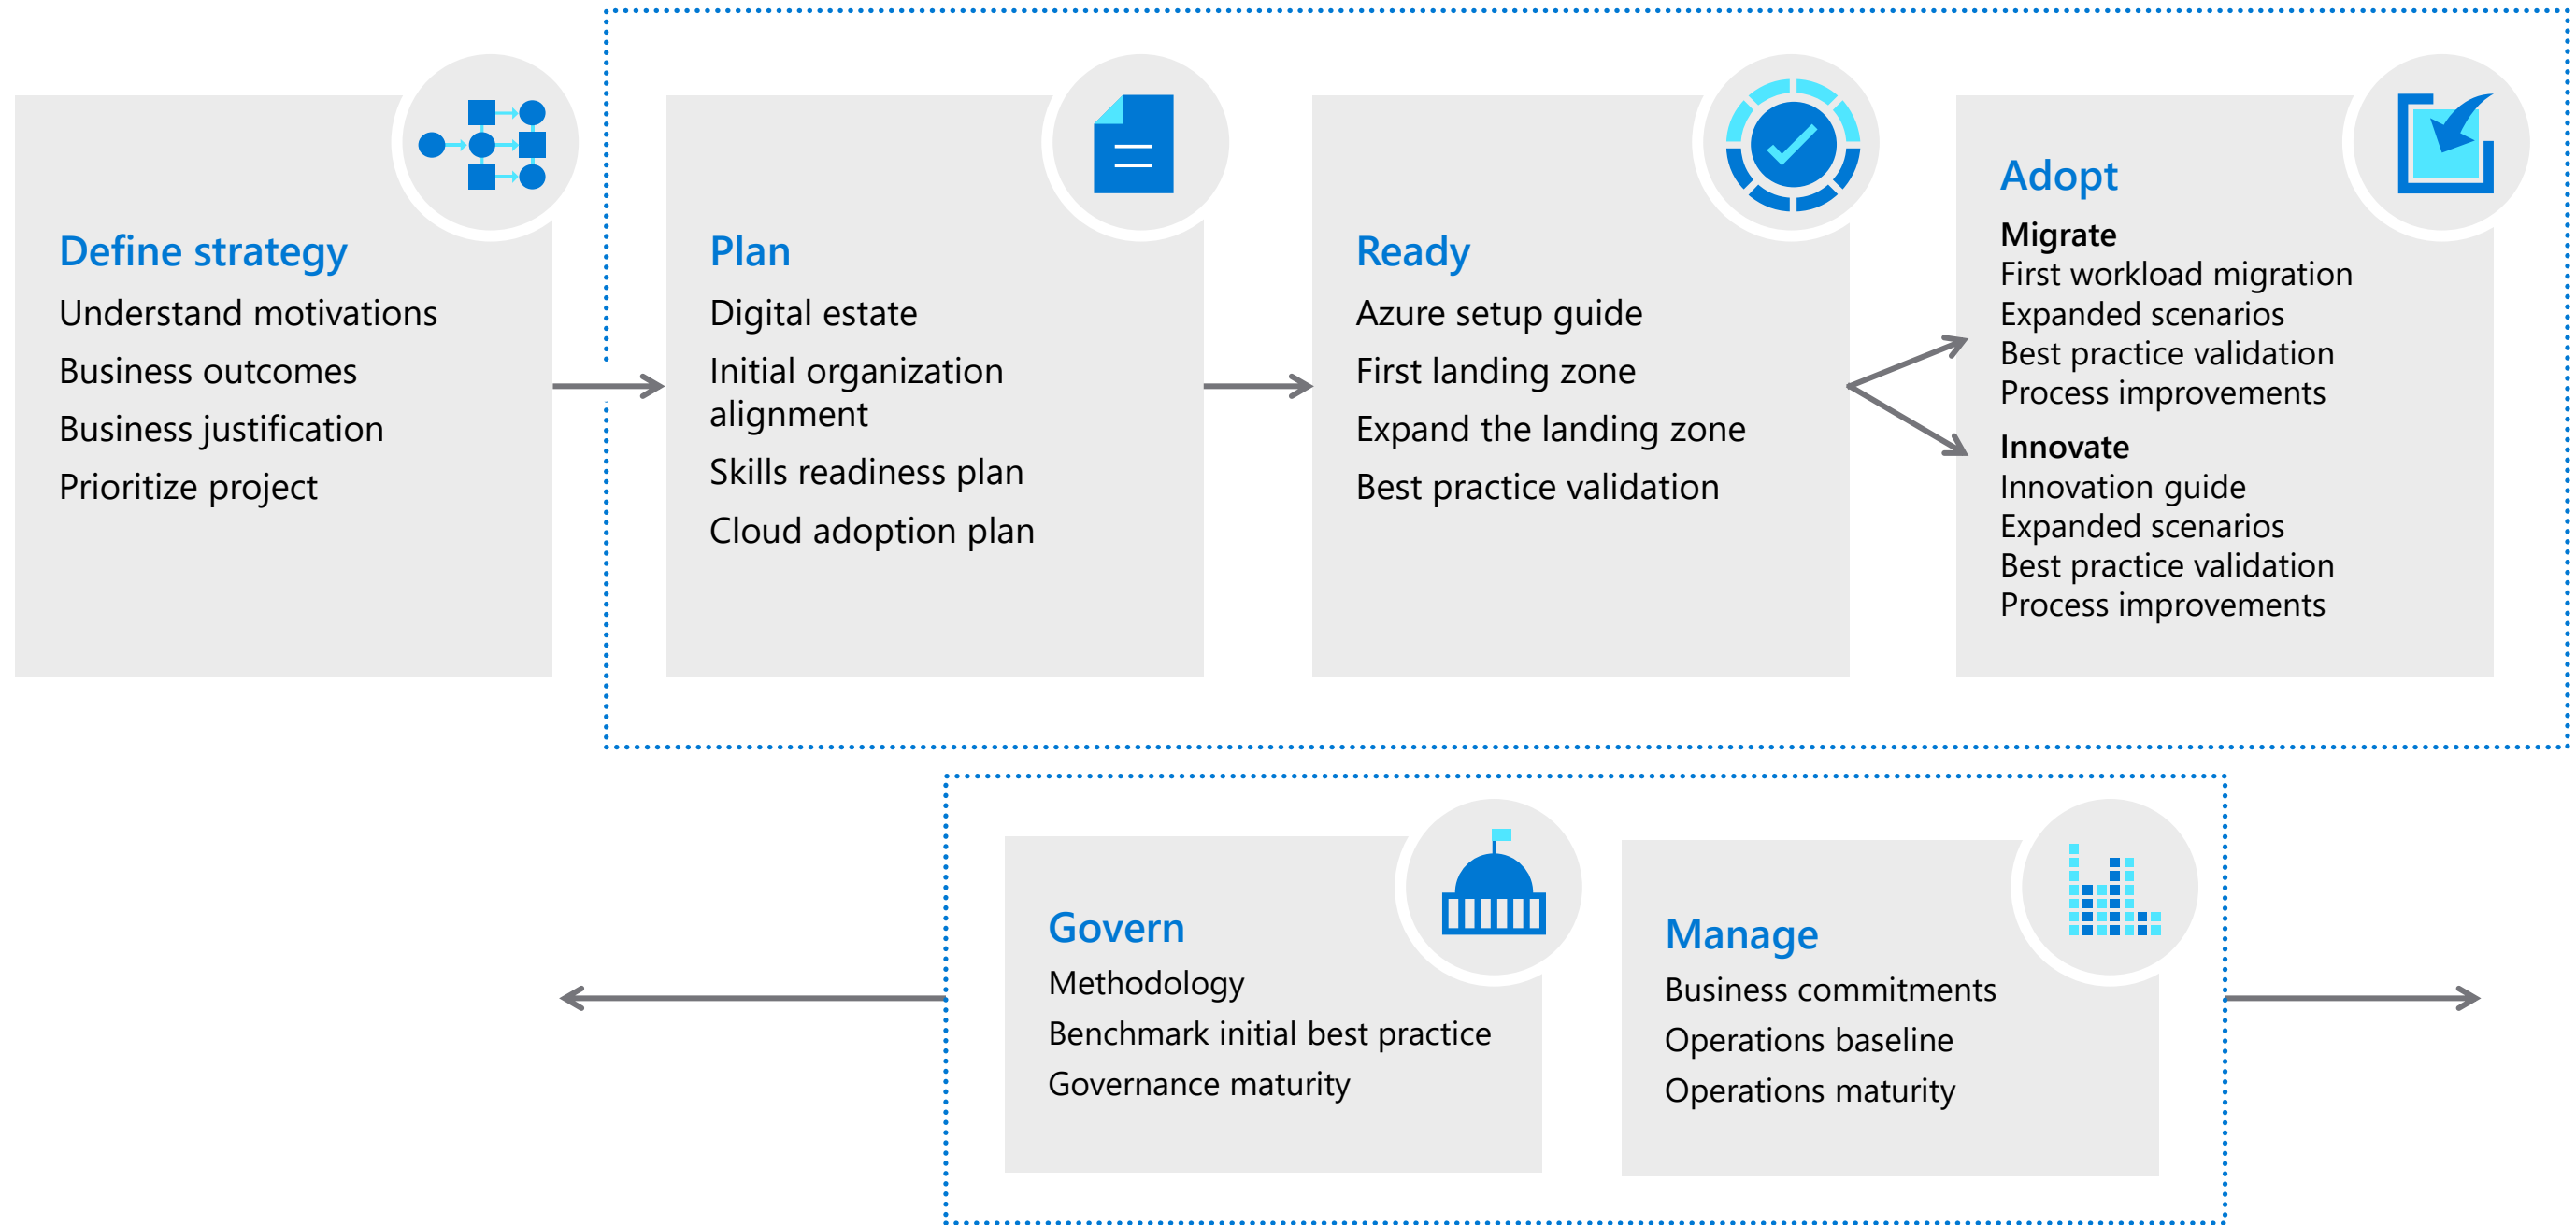 Define strategy
Understand motivations
Business outcomes
Business justification
Prioritize project
Plan
Digital estate
Initial organization
alignment
Skills readiness plan
Cloud adoption plan
Ready
Azure setup guide
First landing zone
Expand the landing zone
Best practice validation
Adopt
Migrate
First workload migration
Expanded scenarios
Best practice validation
Process improvements
Innovate
Innovation guide
Expanded scenarios
Best practice validation
Process improvements
Govern
Methodology
Benchmark initial best practice
Governance maturity
Manage
Business commitments
Operations baseline
Operations maturity